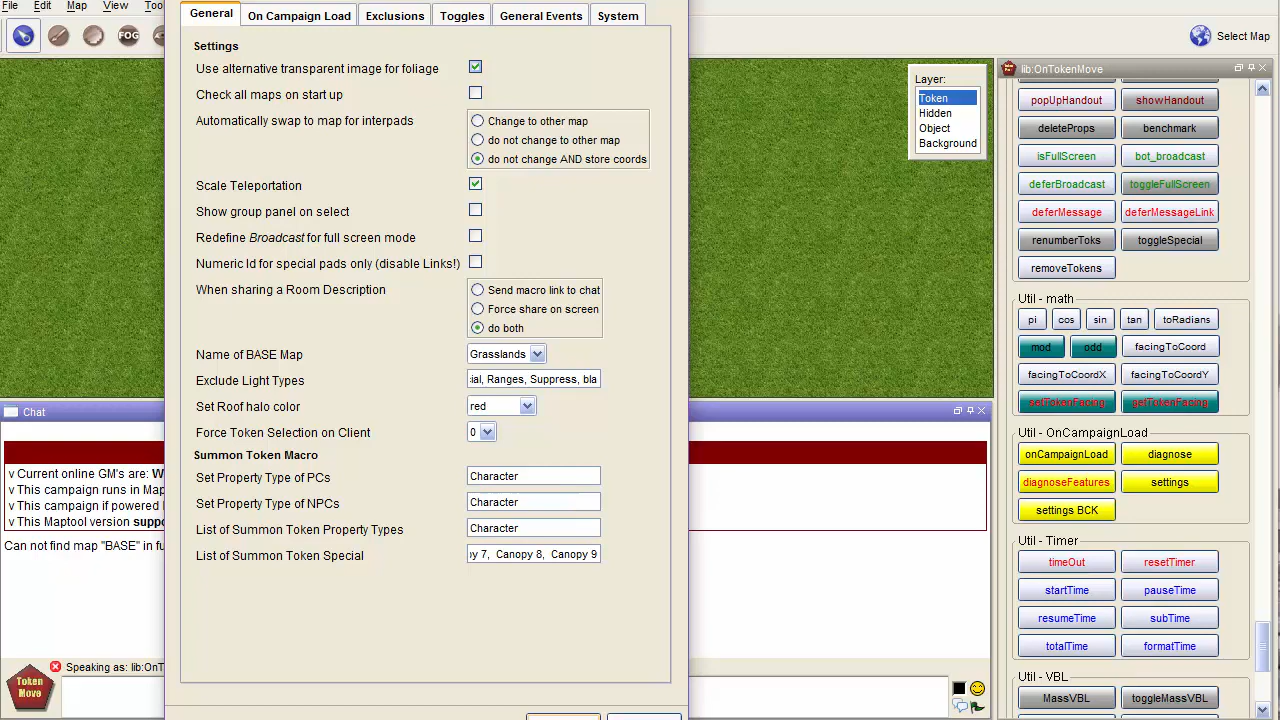 File Edit Map View
FOG
Select Map
General On Campaign Load Exclusions Toggles General Events System
Settings
Use alternative transparent image for foliage
Check all maps on start up
Automatically swap to map for interpads
Change to other map
do not change to other map
do not change AND store coords
Scale Teleportation
Show group panel on select
Redefine Broadcast for full screen mode
Numeric Id for special pads only (disable Links!)
When sharing a Room Description
Send macro link to chat
Force share on screen
do both
Name of BASE Map Grasslands
Exclude Light Types :ial, Ranges, Suppress, bla
Set Roof halo color red
Force Token Selection on Client 0
Summon Token Macro
Set Property Type of PCs Character
Set Property Type of NPCs Character
List of Summon Token Property Types Character
List of Summon Token Special Canopy 8, Canopy 9
Layer:
Token
Hidden
Object
Background
Chat
v Current online GM's are: W
v This campaign runs in Map
v This campaign if powered
v This Maptool version suppo
Can not find map "BASE" in fu
Token Move
Speaking as: lib:OnT
lib:OnTokenMove
popUpHandout showHandout
deleteProps benchmark
isFullScreen bot_broadcast
deferBroadcast toggleFullScreen
deferMessage deferMessageLink
renumberToks toggleSpecial
removeTokens
Util - math
pi cos sin tan toRadians
mod odd facingToCoord
facingToCoordX facingToCoordY
setTokenFacing getTokenFacing
Util - OnCampaignLoad
onCampaignLoad diagnose
diagnoseFeatures settings
settings BCK
Util - Timer
timeOut resetTimer
startTime pauseTime
resumeTime subTime
totalTime formatTime
Util - VBL
MassVBL toggleMassVBL